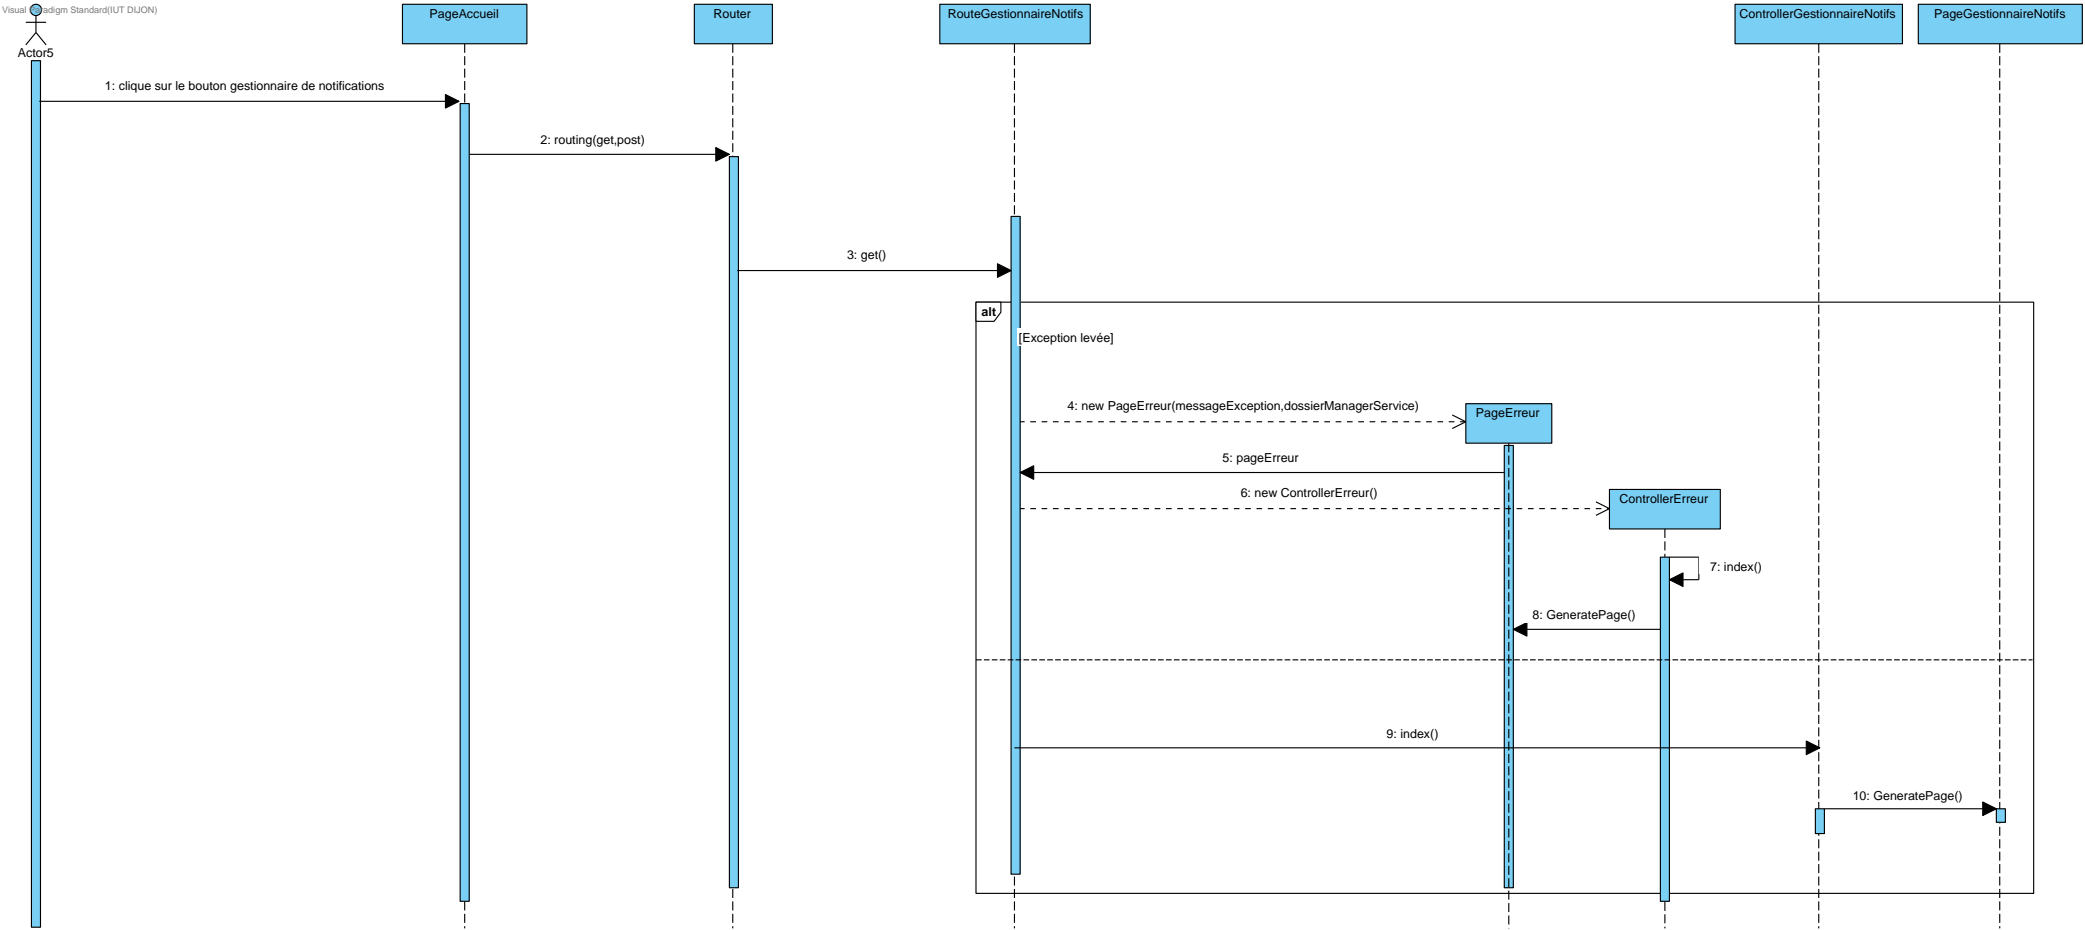 Visual Paradigm Standard(IUT DIJON)
Actor5
PageAccueil
Router
RouteGestionnaireNotifs
ControllerGestionnaireNotifs
PageGestionnaireNotifs
1: clique sur le bouton gestionnaire de notifications
2: routing(get,post)
3: get()
alt
[Exception levée]
4: new PageErreur(messageException,dossierManagerService)
PageErreur
5: pageErreur
6: new ControllerErreur()
ControllerErreur
7: index()
8: GeneratePage()
9: index()
10: GeneratePage()